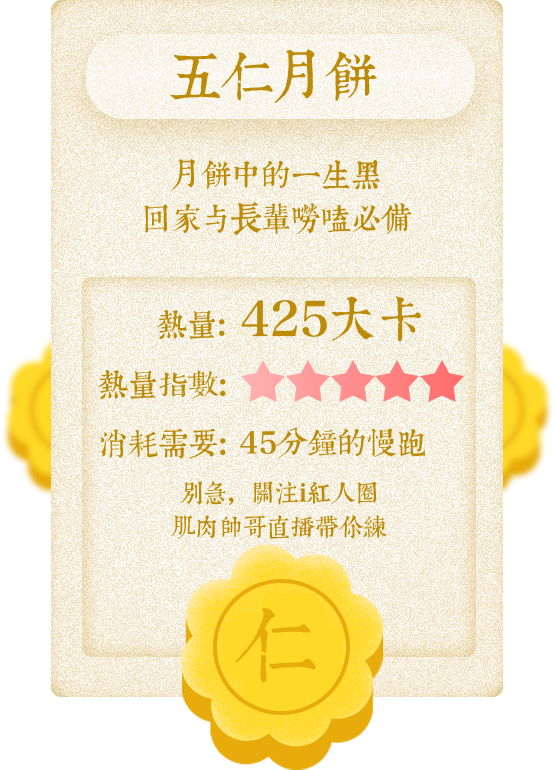 五仁月餅
月餅中的一生黑
回家与長輩嘮嗑必備
熱量: 425大卡
熱量指數:
消耗需要: 45分鐘的慢跑
別急，關注i紅人圈
肌肉帥哥直播帶你練
仁